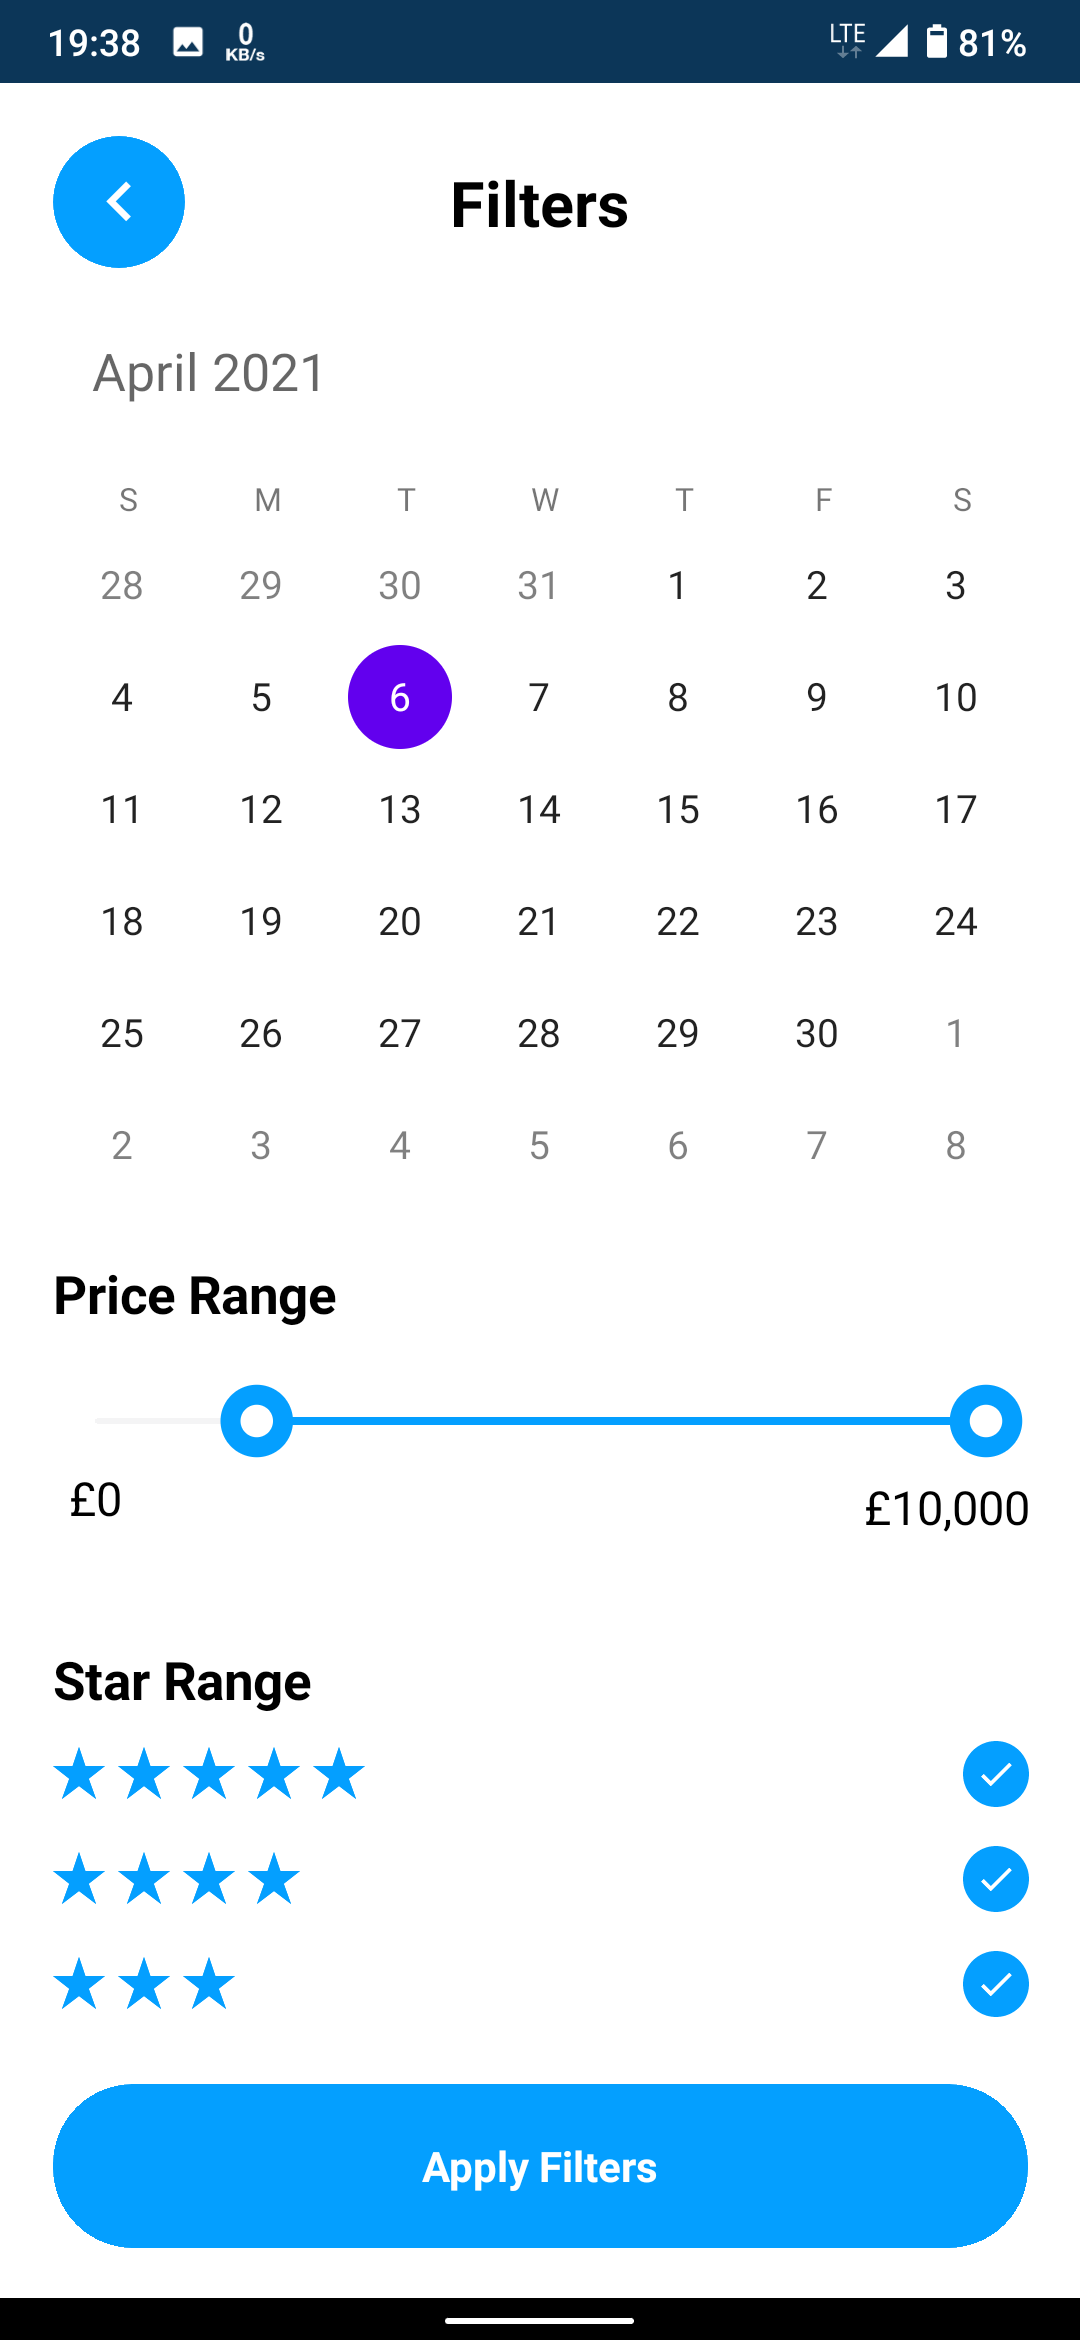 19:38 0 KB/s LTE 81%
Filters
April 2021
S M T W T F S
28 29 30 31 1 2 3
4 5 6 7 8 9 10
11 12 13 14 15 16 17
18 19 20 21 22 23 24
25 26 27 28 29 30 1
2 3 4 5 6 7 8
Price Range
£0
£10,000
Star Range
Apply Filters